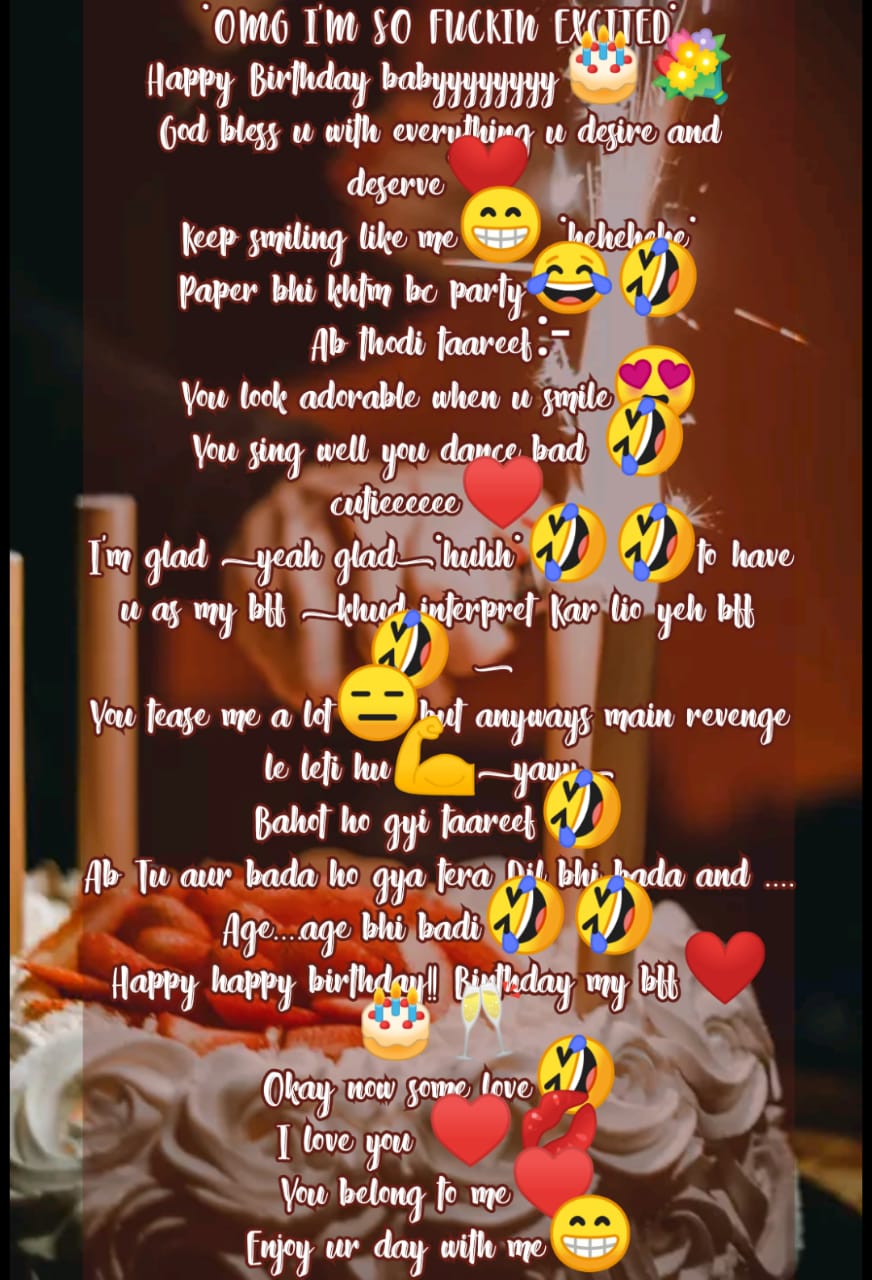 *OMG I'M SO FUCKIN EXCITED*
Happy Birthday babyyyyyyyyy🎂💐
God bless u with everything u desire and
deserve❤️
Keep smiling like me😁 *hehehehe*
Paper bhi khtm bc party😂🤣
Ab thodi taareef:-
You look adorable when u smile😍
You sing well you dance bad 🤣
cutieeeeee♥️
I'm glad ~yeah glad~*huhh*🤣🤣to have
u as my bff ~khud interpret kar lio yeh bff
🤣~
You tease me a lot😑but anyways main revenge
le leti hu💪~yayy~
Bahot ho gyi taareef🤣
Ab Tu aur bada ho gya tera Dil bhi bada and ....
Age....age bhi badi🤣🤣
Happy happy birthday!! Birthday my bff❤️
🎂🥂
Okay now some love🤣
I love you ♥️💋
You belong to me♥️
Enjoy ur day with me😁